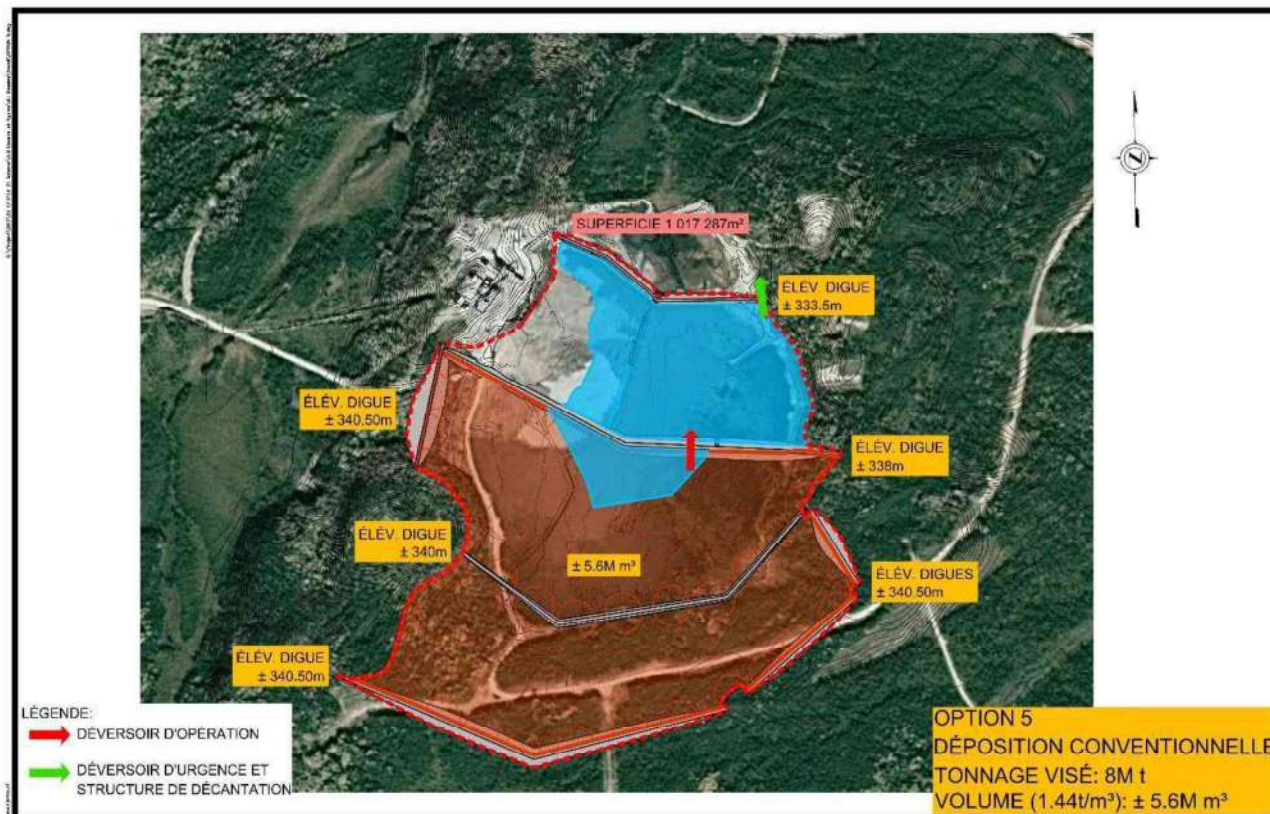 SUPERFICIE 1 017 287m²
ÉLÉV. DIGUE
± 333.5m
ÉLÉV. DIGUE
± 340.50m
ÉLÉV. DIGUE
± 338m
ÉLÉV. DIGUE
± 340m
± 5.6M m³
ÉLÉV. DIGUES
± 340.50m
ÉLÉV. DIGUE
± 340.50m
LÉGENDE:
DÉVERSOIR D'OPÉRATION
DÉVERSOIR D'URGENCE ET
STRUCTURE DE DÉCANTATION
OPTION 5
DÉPOSITION CONVENTIONNELLE
TONNAGE VISÉ: 8M t
VOLUME (1.44t/m³): ± 5.6M m³